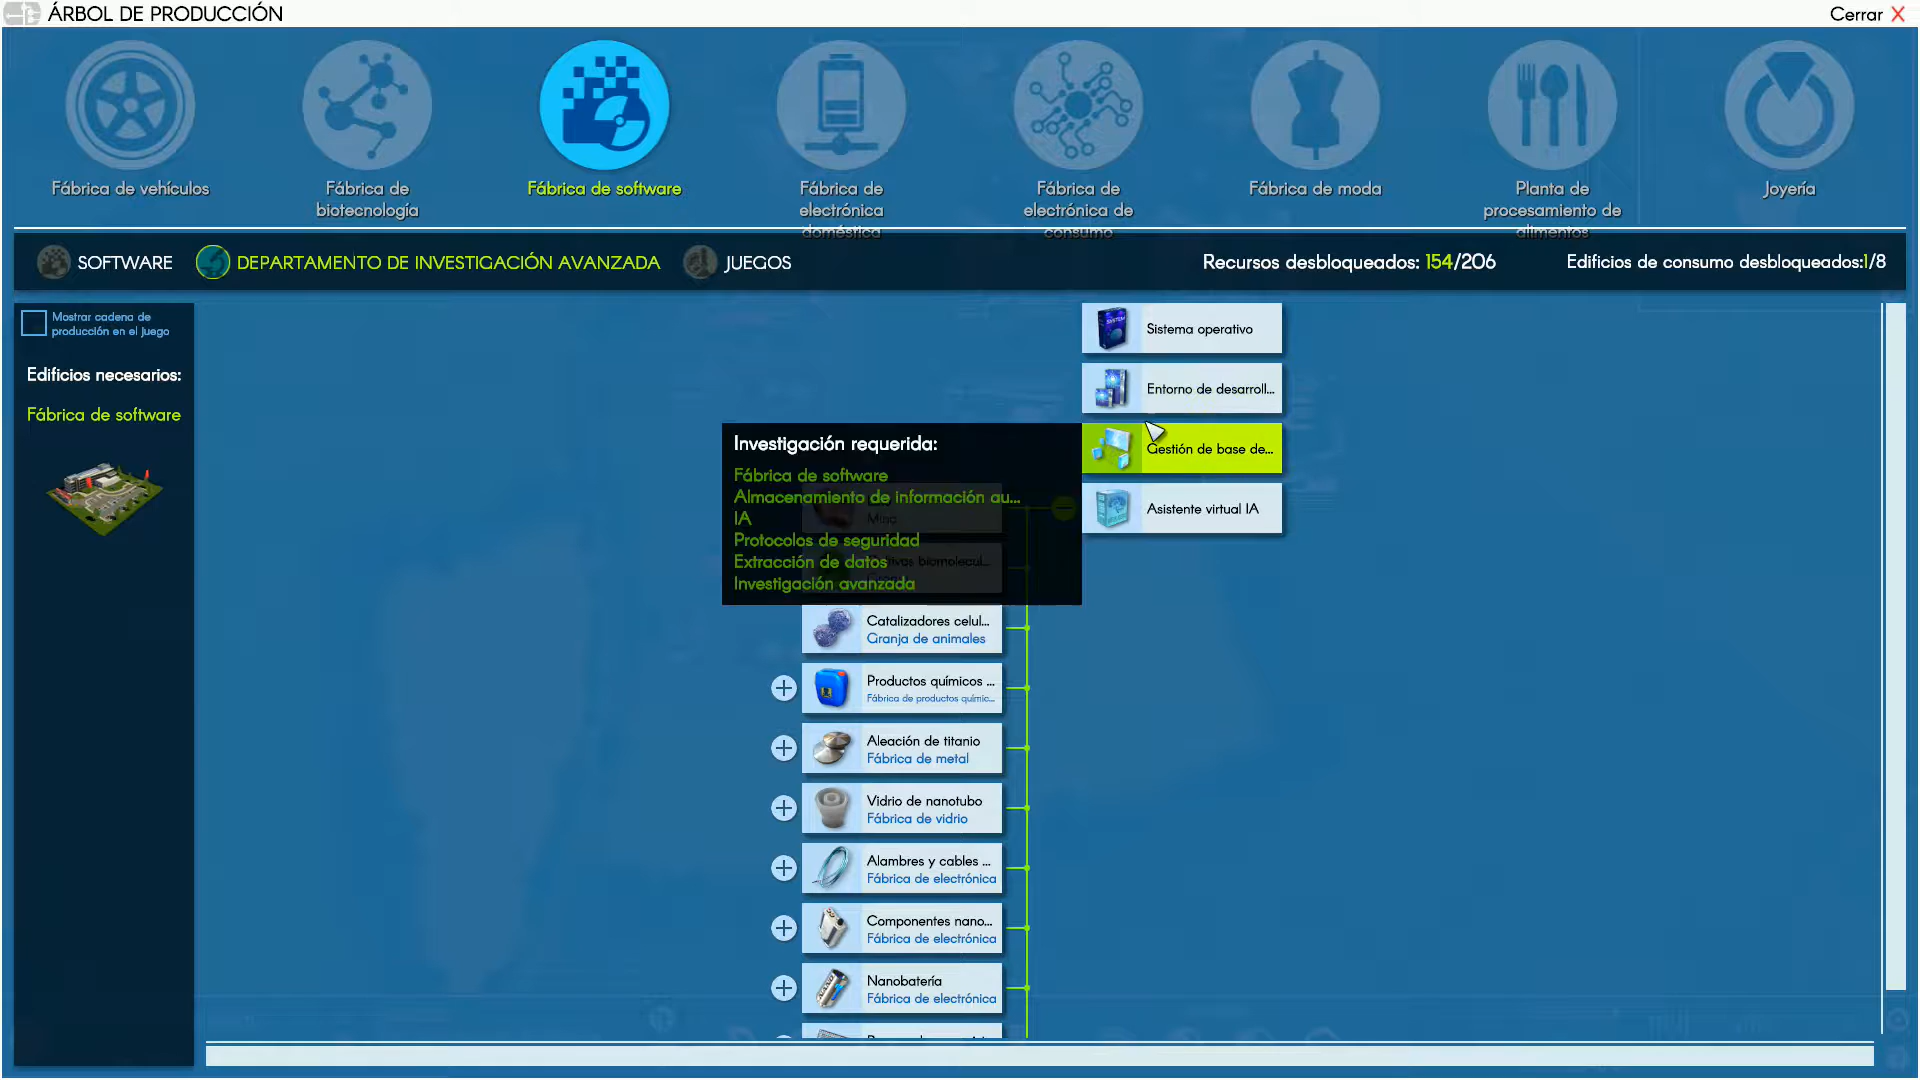 ÁRBOL DE PRODUCCIÓN
Cerrar X
Fábrica de vehículos
Fábrica de
biotecnología
Fábrica de software
Fábrica de
electrónica
doméstica
Fábrica de
electrónica de
consumo
Fábrica de moda
Planta de
procesamiento de
alimentos
Joyería
SOFTWARE
DEPARTAMENTO DE INVESTIGACIÓN AVANZADA
JUEGOS
Recursos desbloqueados: 154/206
Edificios de consumo desbloqueados:1/8
Mostrar cadena de
producción en el juego
Edificios necesarios:
Fábrica de software
Sistema operativo
Entorno de desarroll...
Gestión de base de...
Asistente virtual IA
Investigación requerida:
Fábrica de software
Almacenamiento de información au...
IA
Protocolos de seguridad
Extracción de datos
Investigación avanzada
Catalizadores celul...
Granja de animales
Productos químicos ...
Fábrica de productos químic...
Aleación de titanio
Fábrica de metal
Vidrio de nanotubo
Fábrica de vidrio
Alambres y cables ...
Fábrica de electrónica
Componentes nano...
Fábrica de electrónica
Nanobatería
Fábrica de electrónica